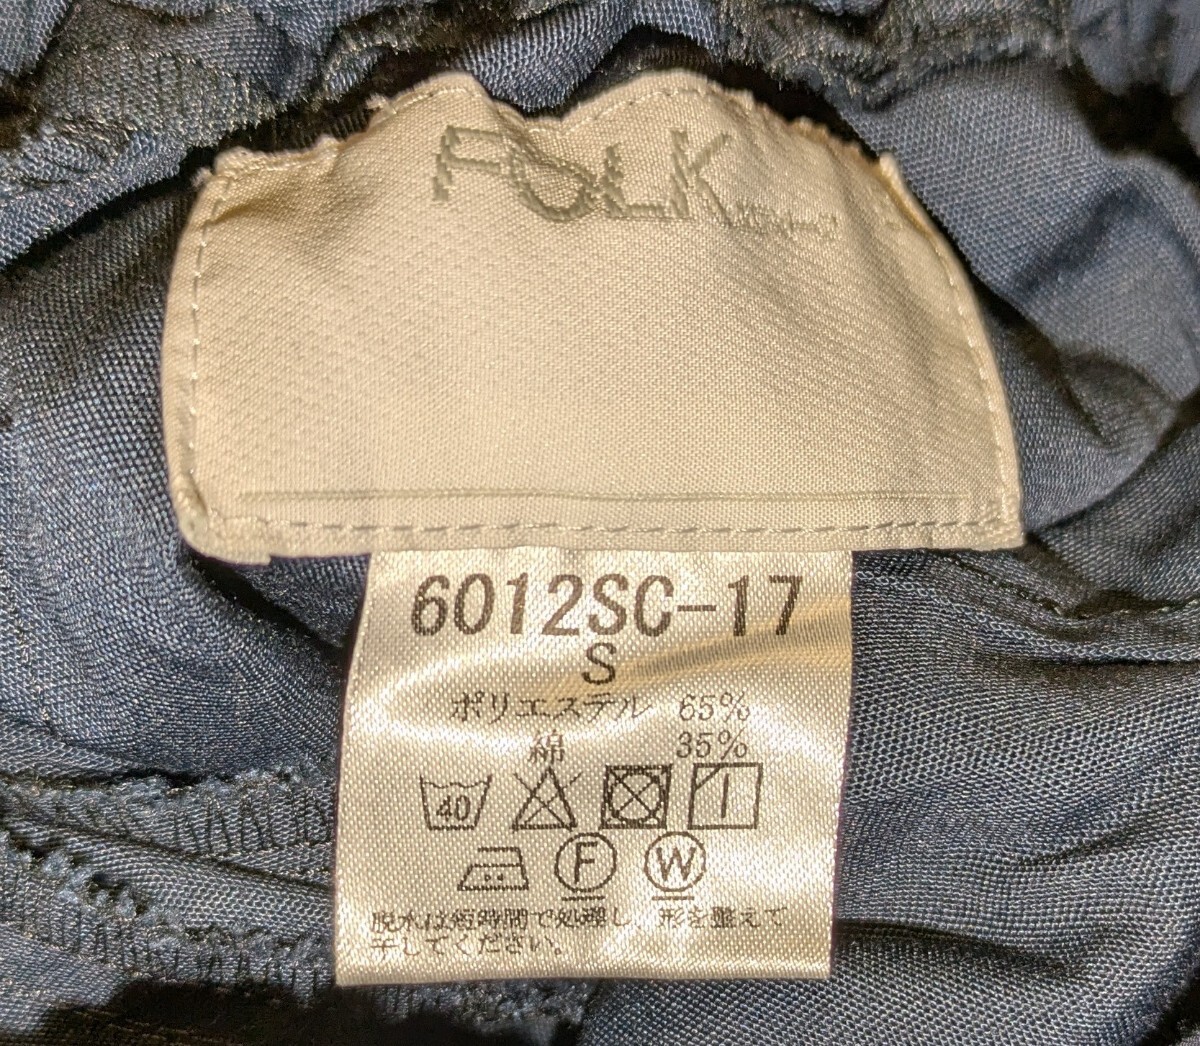 FOLK
6012SC-17
S
ポリエステル 65%
綿 35%
40
F W
脱水は短時間で処理し、形を整えて
干してください。